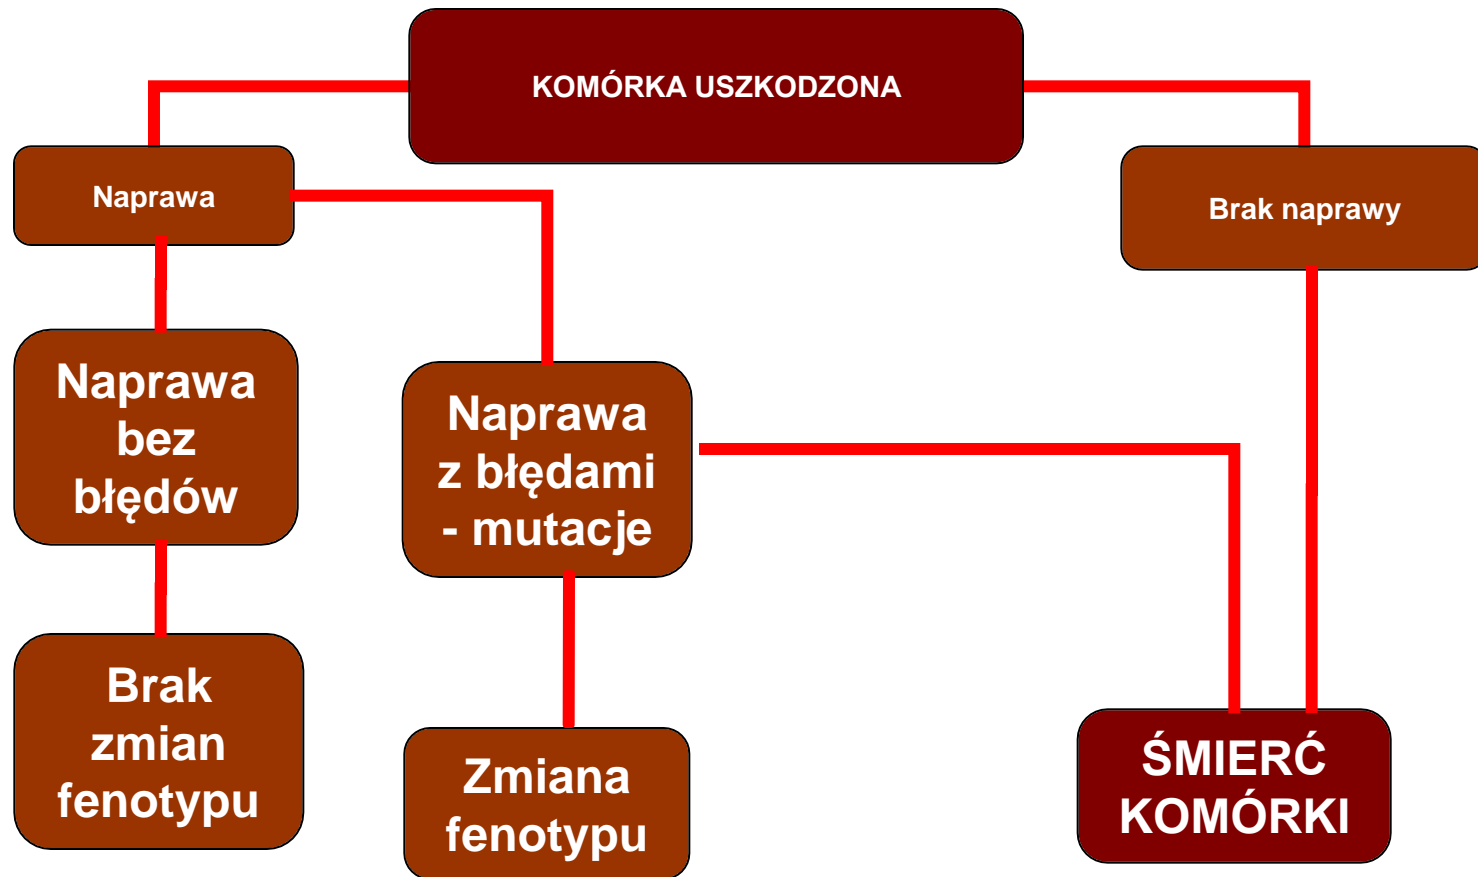 KOMÓRKA USZKODZONA
Naprawa
Brak naprawy
Naprawa
bez
błędów
Naprawa
z błędami
- mutacje
Brak
zmian
fenotypu
Zmiana
fenotypu
ŚMIERĆ
KOMÓRKI